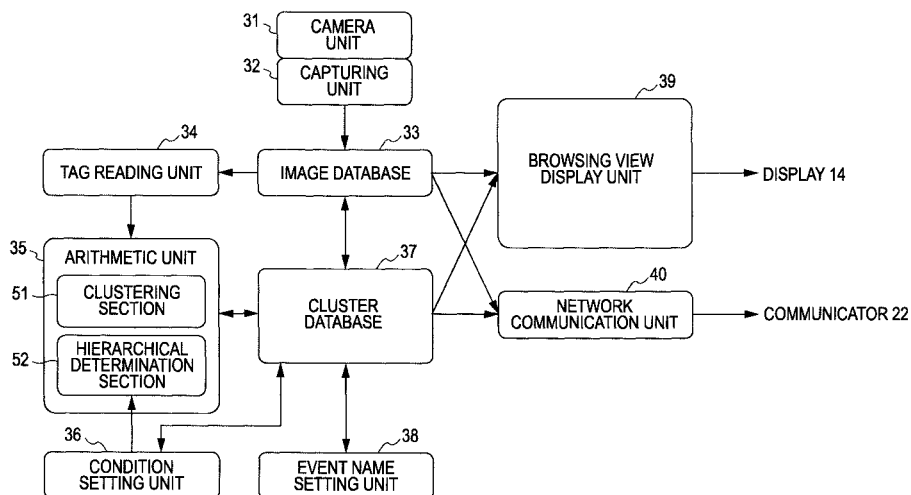 31
CAMERA
UNIT
32
CAPTURING
UNIT
39
34
33
TAG READING UNIT
IMAGE DATABASE
BROWSING VIEW
DISPLAY UNIT
DISPLAY 14
35
ARITHMETIC UNIT
37
51
CLUSTERING
SECTION
CLUSTER
DATABASE
40
NETWORK
COMMUNICATION UNIT
COMMUNICATOR 22
52
HIERARCHICAL
DETERMINATION
SECTION
36
38
CONDITION
SETTING UNIT
EVENT NAME
SETTING UNIT